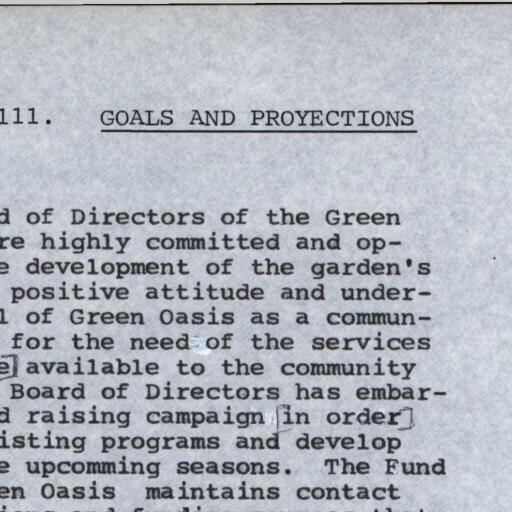 111. GOALS AND PROYECTIONS
d of Directors of the Green
re highly committed and op-
e development of the garden's
positive attitude and under-
l of Green Oasis as a commun-
for the need of the services
e] available to the community
Board of Directors has embar-
d raising campaign [in order]
isting programs and develop
e upcomming seasons. The Fund
en Oasis maintains contact